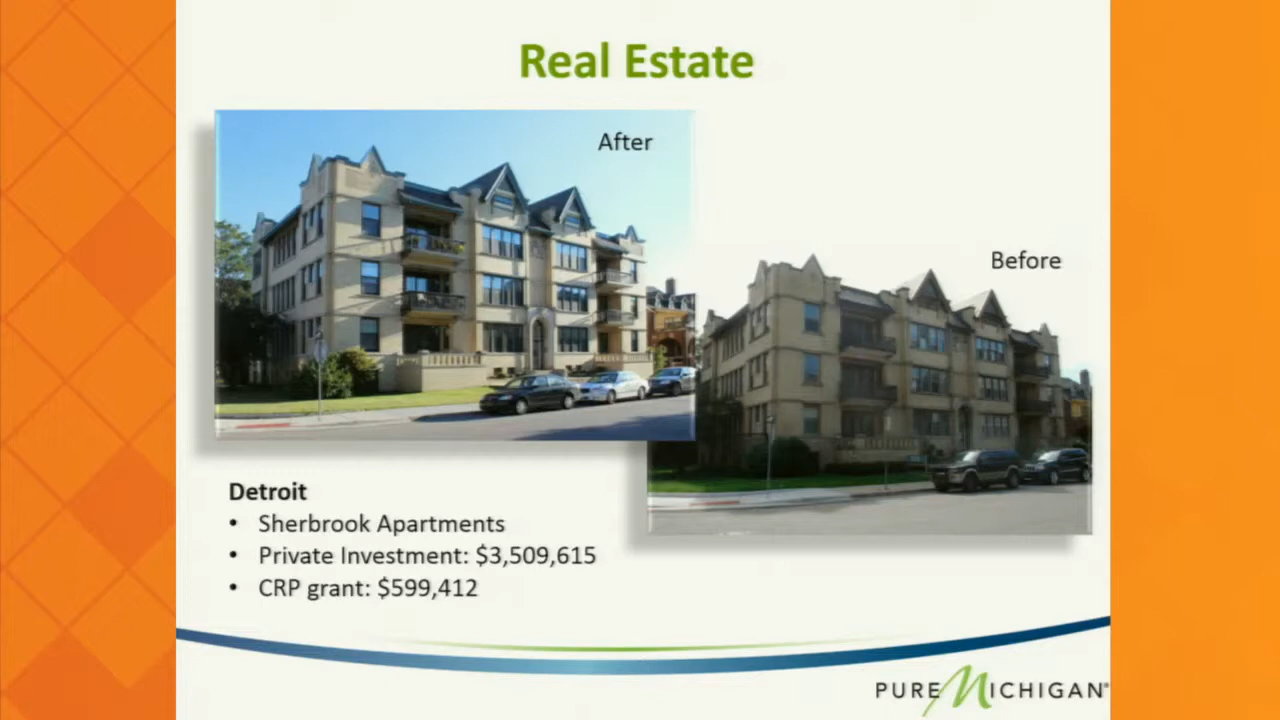 Real Estate
After
Before
Detroit
• Sherbrook Apartments
• Private Investment: $3,509,615
• CRP grant: $599,412
PURE MICHIGAN®